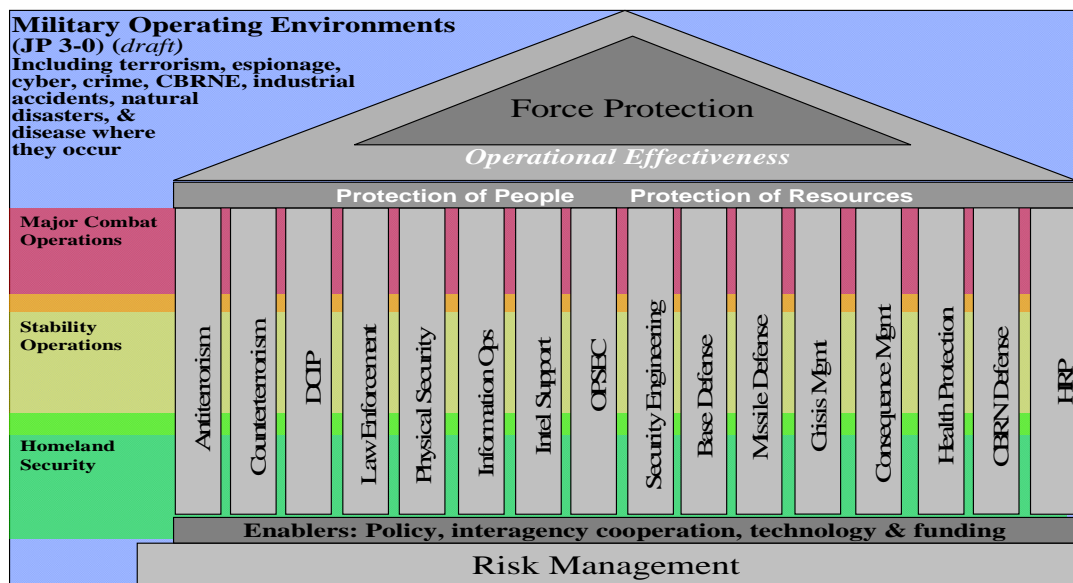 Military Operating Environments
(JP 3-0) (draft)
Including terrorism, espionage,
cyber, crime, CBRNE, industrial
accidents, natural
disasters, &
disease where
they occur
Force Protection
Operational Effectiveness
Protection of People
Protection of Resources
Major Combat
Operations
Stability
Operations
Homeland
Security
Antiterrorism
Counterterrorism
DCIP
Law Enforcement
Physical Security
Information Ops
Intel Support
OPSEC
Security Engineering
Base Defense
Missile Defense
Crisis Mgmt
Consequence Mgmt
Health Protection
CBRN Defense
HRP
Enablers: Policy, interagency cooperation, technology & funding
Risk Management